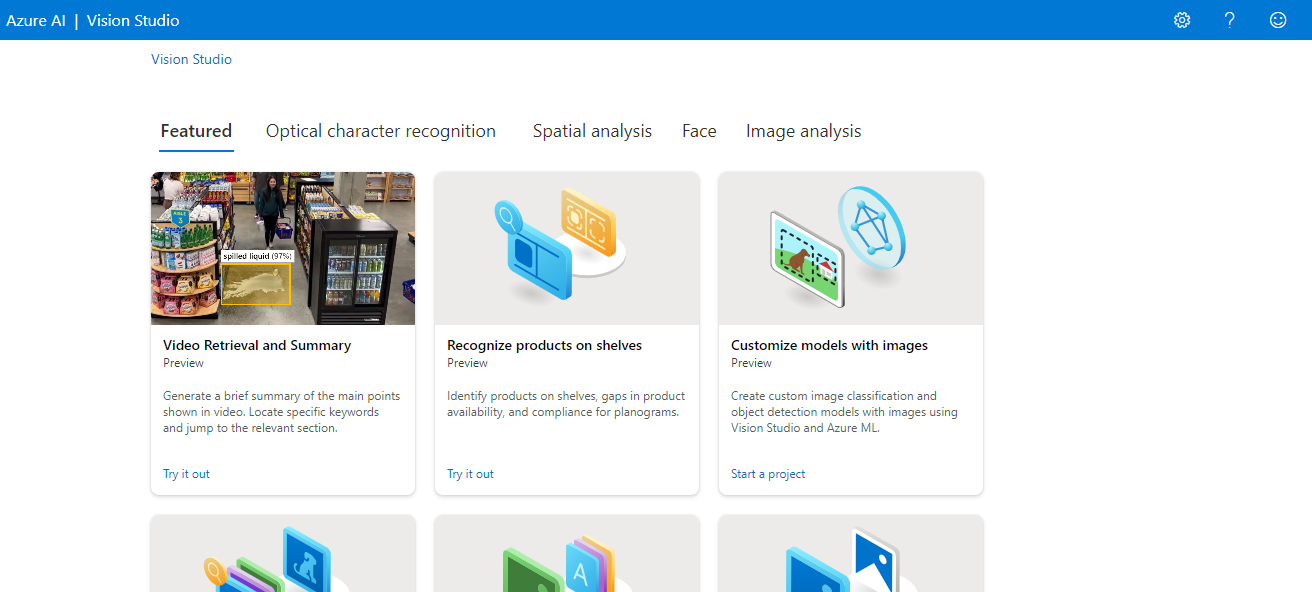 Azure AI | Vision Studio
Vision Studio
Featured Optical character recognition Spatial analysis Face Image analysis
AISLE
3
spilled liquid (97%)
Video Retrieval and Summary
Preview
Generate a brief summary of the main points
shown in video. Locate specific keywords
and jump to the relevant section.
Try it out
Recognize products on shelves
Preview
Identify products on shelves, gaps in product
availability, and compliance for planograms.
Try it out
Customize models with images
Preview
Create custom image classification and
object detection models with images using
Vision Studio and Azure ML.
Start a project
A